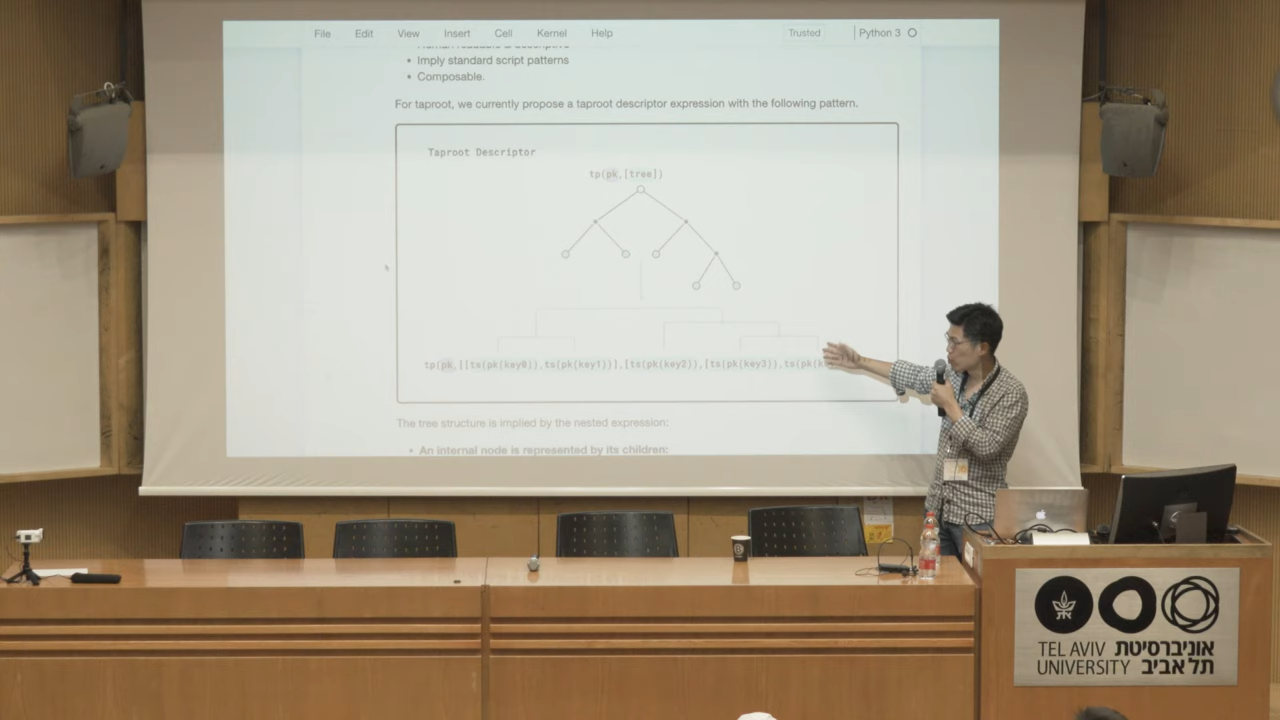 File Edit View Insert Cell Kernel Help Trusted Python 3
• Imply standard script patterns
• Composable.
For taproot, we currently propose a taproot descriptor expression with the following pattern.
Taproot Descriptor
tp(pk,[tree])
tp(pk,[[ts(pk(key0)),ts(pk(key1))],[ts(pk(key2)),[ts(pk(key3)),ts(pk(
The tree structure is implied by the nested expression:
• An internal node is represented by its children:
TEL AVIV אוניברסיטת
UNIVERSITY תל אביב